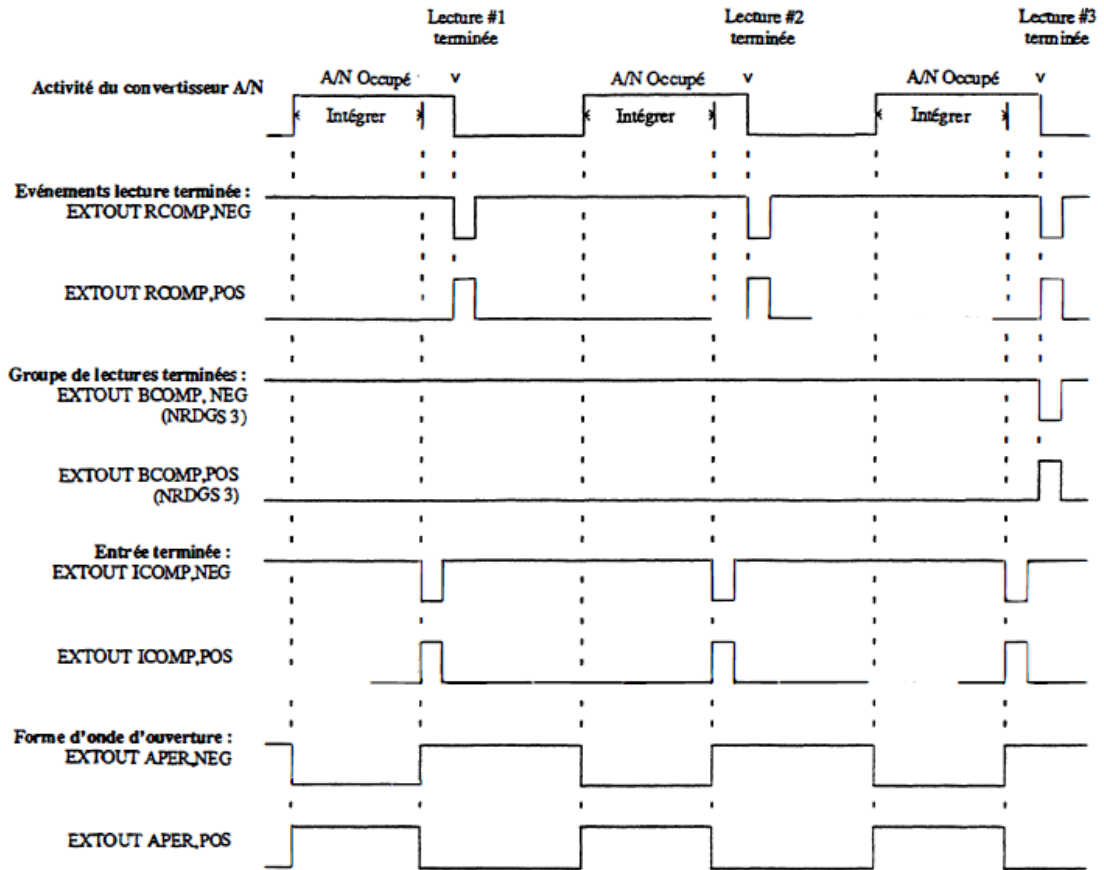 Lecture #1
terminée
Lecture #2
terminée
Lecture #3
terminée
Activité du convertisseur A/N
A/N Occupé
v
A/N Occupé
v
A/N Occupé
v
Intégrer
Intégrer
Intégrer
Evénements lecture terminée :
EXTOUT RCOMP,NEG
EXTOUT RCOMP,POS
Groupe de lectures terminées :
EXTOUT BCOMP, NEG
(NRDGS 3)
EXTOUT BCOMP,POS
(NRDGS 3)
Entrée terminée :
EXTOUT ICOMP,NEG
EXTOUT ICOMP,POS
Forme d'onde d'ouverture :
EXTOUT APER,NEG
EXTOUT APER,POS